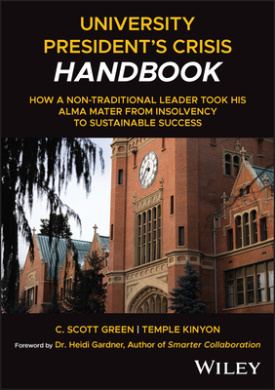 UNIVERSITY
PRESIDENT'S CRISIS
HANDBOOK
HOW A NON-TRADITIONAL LEADER TOOK HIS
ALMA MATER FROM INSOLVENCY
TO SUSTAINABLE SUCCESS
C. SCOTT GREEN | TEMPLE KINYON
Foreword by Dr. Heidi Gardner, Author of Smarter Collaboration
WILEY